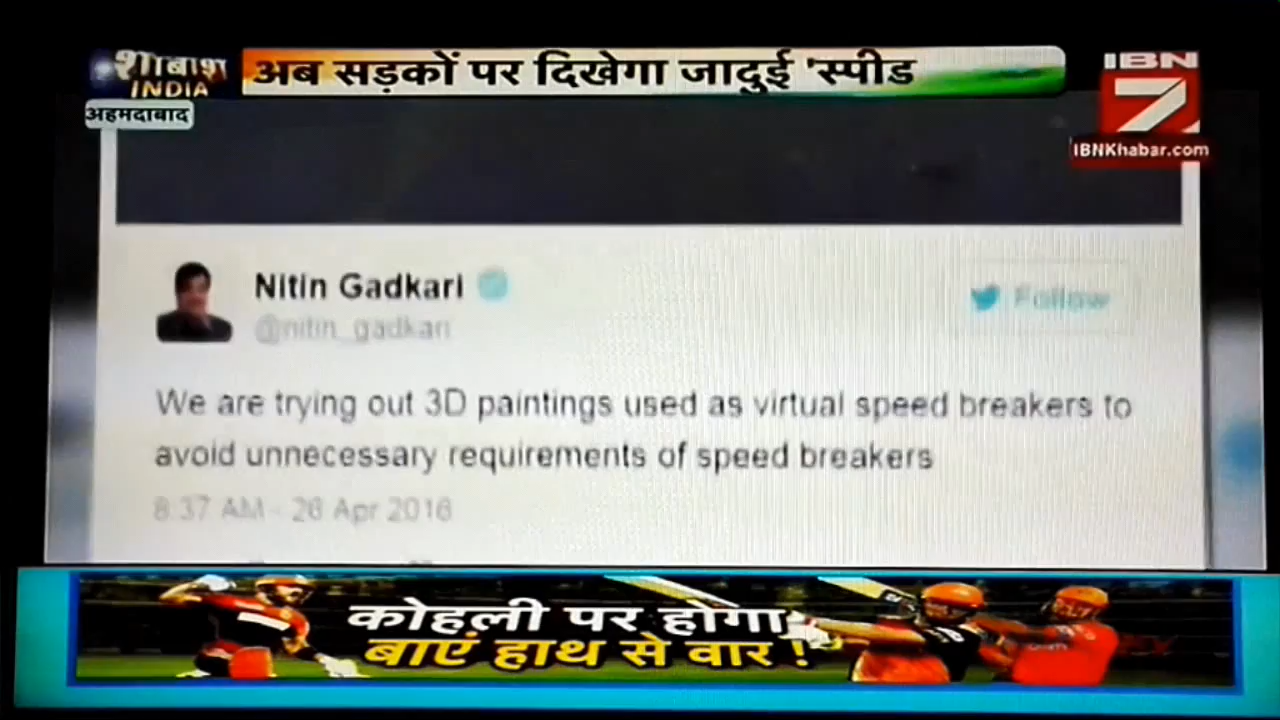 शाबाश
INDIA
अब सड़कों पर दिखेगा जादुई 'स्पीड
IBN
7
IBNKhabar.com
अहमदाबाद
Nitin Gadkari
@nitin_gadkari
Follow
We are trying out 3D paintings used as virtual speed breakers to
avoid unnecessary requirements of speed breakers
8:37 AM - 26 Apr 2016
कोहली पर होगा
बाएं हाथ से वार !